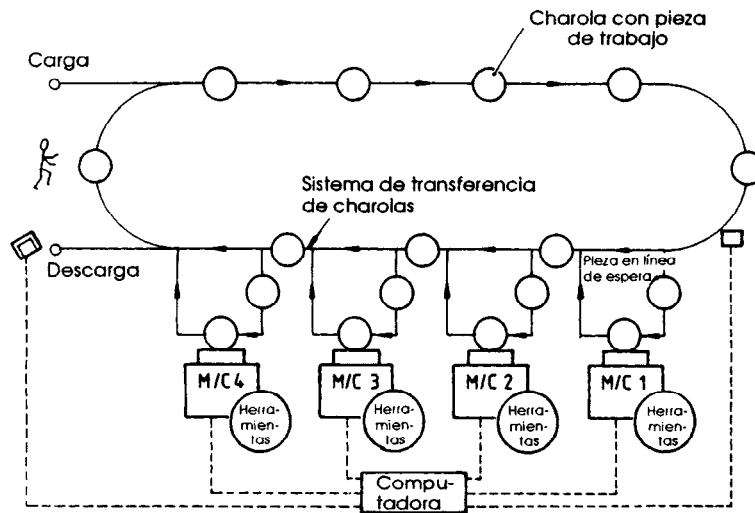 Charola con pieza
de trabajo
Carga
Sistema de transferencia
de charolas
Descarga
Pieza en línea
de espera
M/C 4
M/C 3
M/C 2
M/C 1
Herra-
mien-
tas
Herra-
mien-
tas
Herra-
mien-
tas
Herra-
mien-
tas
Compu-
tadora